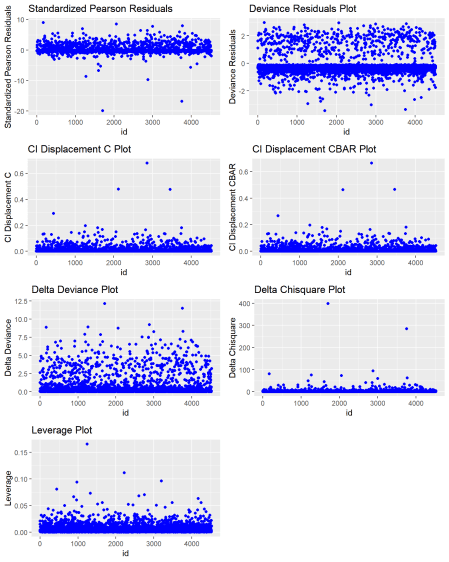 Standardized Pearson Residuals
Standardized Pearson Residuals
10
0
-10
-20
0 1000 2000 3000 4000
id
Deviance Residuals Plot
Deviance Residuals
2
0
-2
0 1000 2000 3000 4000
id
CI Displacement C Plot
CI Displacement C
0.6
0.4
0.2
0.0
0 1000 2000 3000 4000
id
CI Displacement CBAR Plot
CI Displacement CBAR
0.6
0.4
0.2
0.0
0 1000 2000 3000 4000
id
Delta Deviance Plot
Delta Deviance
12.5
10.0
7.5
5.0
2.5
0.0
0 1000 2000 3000 4000
id
Delta Chisquare Plot
Delta Chisquare
400
300
200
100
0
0 1000 2000 3000 4000
id
Leverage Plot
Leverage
0.15
0.10
0.05
0.00
0 1000 2000 3000 4000
id